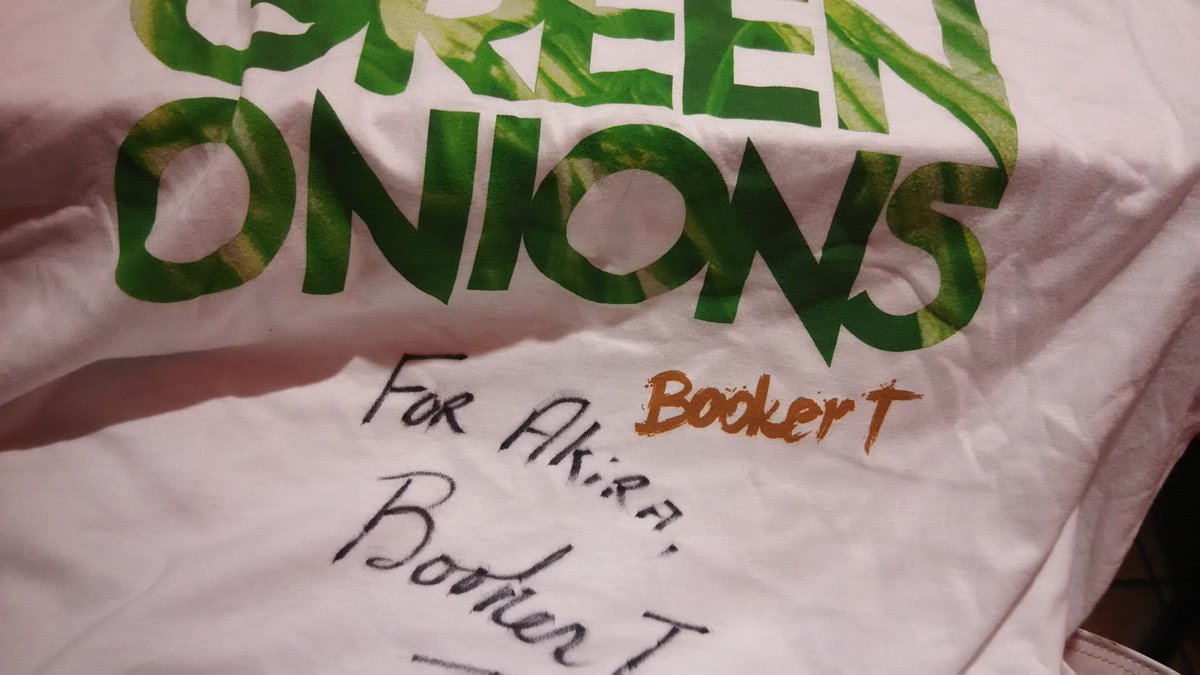 GREEN
ONIONS
Booker T
For Akira,
Booker T